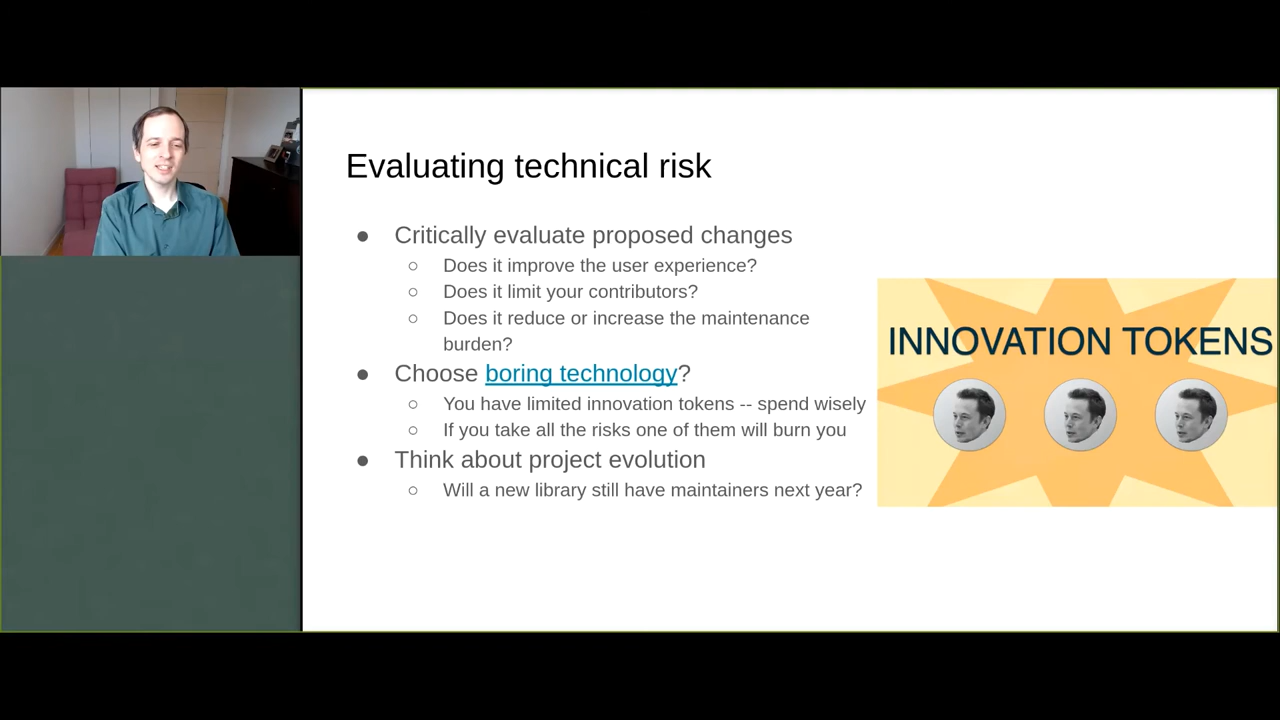 Evaluating technical risk
● Critically evaluate proposed changes
○ Does it improve the user experience?
○ Does it limit your contributors?
○ Does it reduce or increase the maintenance
burden?
● Choose boring technology?
○ You have limited innovation tokens -- spend wisely
○ If you take all the risks one of them will burn you
● Think about project evolution
○ Will a new library still have maintainers next year?
INNOVATION TOKENS